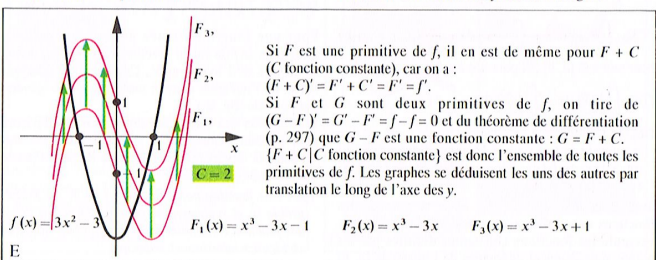 F₃,
F₂,
F₁,
1
-1
1
x
-1
C = 2
Si F est une primitive de f, il en est de même pour F + C
(C fonction constante), car on a :
(F + C)′ = F′ + C′ = F′ = f′.
Si F et G sont deux primitives de f, on tire de
(G – F )′ = G′ – F′ = f – f = 0 et du théorème de différentiation
(p. 297) que G – F est une fonction constante : G = F + C.
{F + C | C fonction constante} est donc l'ensemble de toutes les
primitives de f. Les graphes se déduisent les uns des autres par
translation le long de l'axe des y.
f (x) = 3x² – 3 F₁(x) = x³ – 3x – 1 F₂(x) = x³ – 3x F₃(x) = x³ – 3x + 1
E